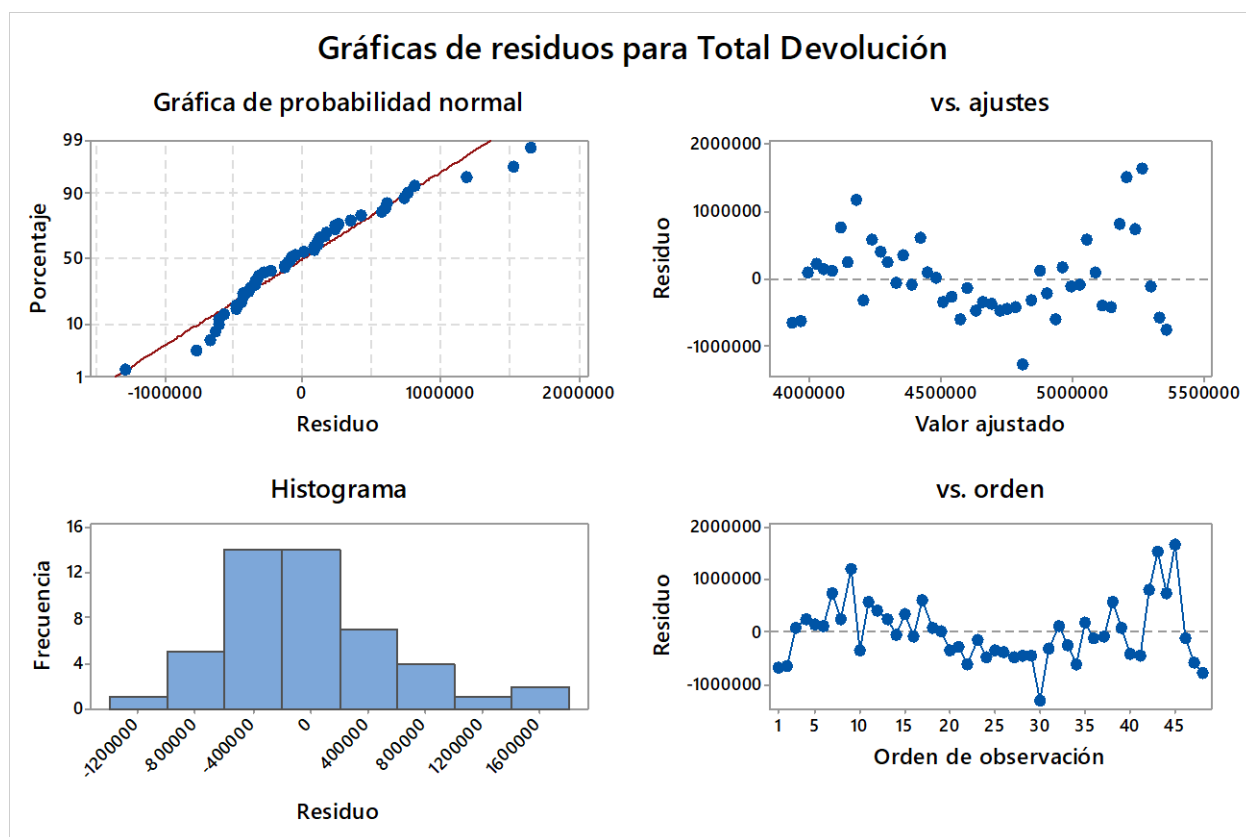 Gráficas de residuos para Total Devolución
Gráfica de probabilidad normal
99
90
50
10
1
Porcentaje
-1000000 0 1000000 2000000
Residuo
vs. ajustes
2000000
1000000
0
-1000000
Residuo
4000000 4500000 5000000 5500000
Valor ajustado
Histograma
16
12
8
4
0
Frecuencia
-1200000 -800000 -400000 0 400000 800000 1200000 1600000
Residuo
vs. orden
2000000
1000000
0
-1000000
Residuo
1 5 10 15 20 25 30 35 40 45
Orden de observación